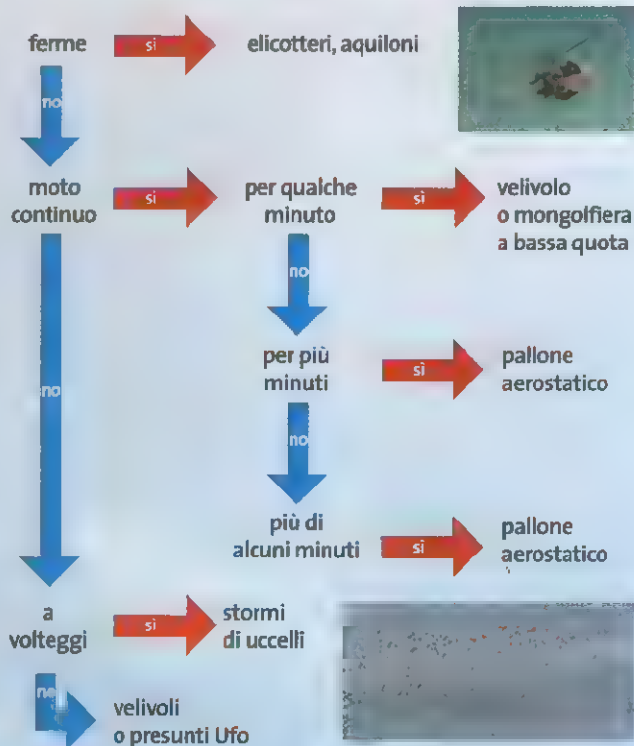 ferme
sì
elicotteri, aquiloni
no
moto
continuo
sì
per qualche
minuto
sì
velivolo
o mongolfiera
a bassa quota
no
no
per più
minuti
sì
pallone
aerostatico
no
più di
alcuni minuti
sì
pallone
aerostatico
a
volteggi
sì
stormi
di uccelli
no
velivoli
o presunti Ufo